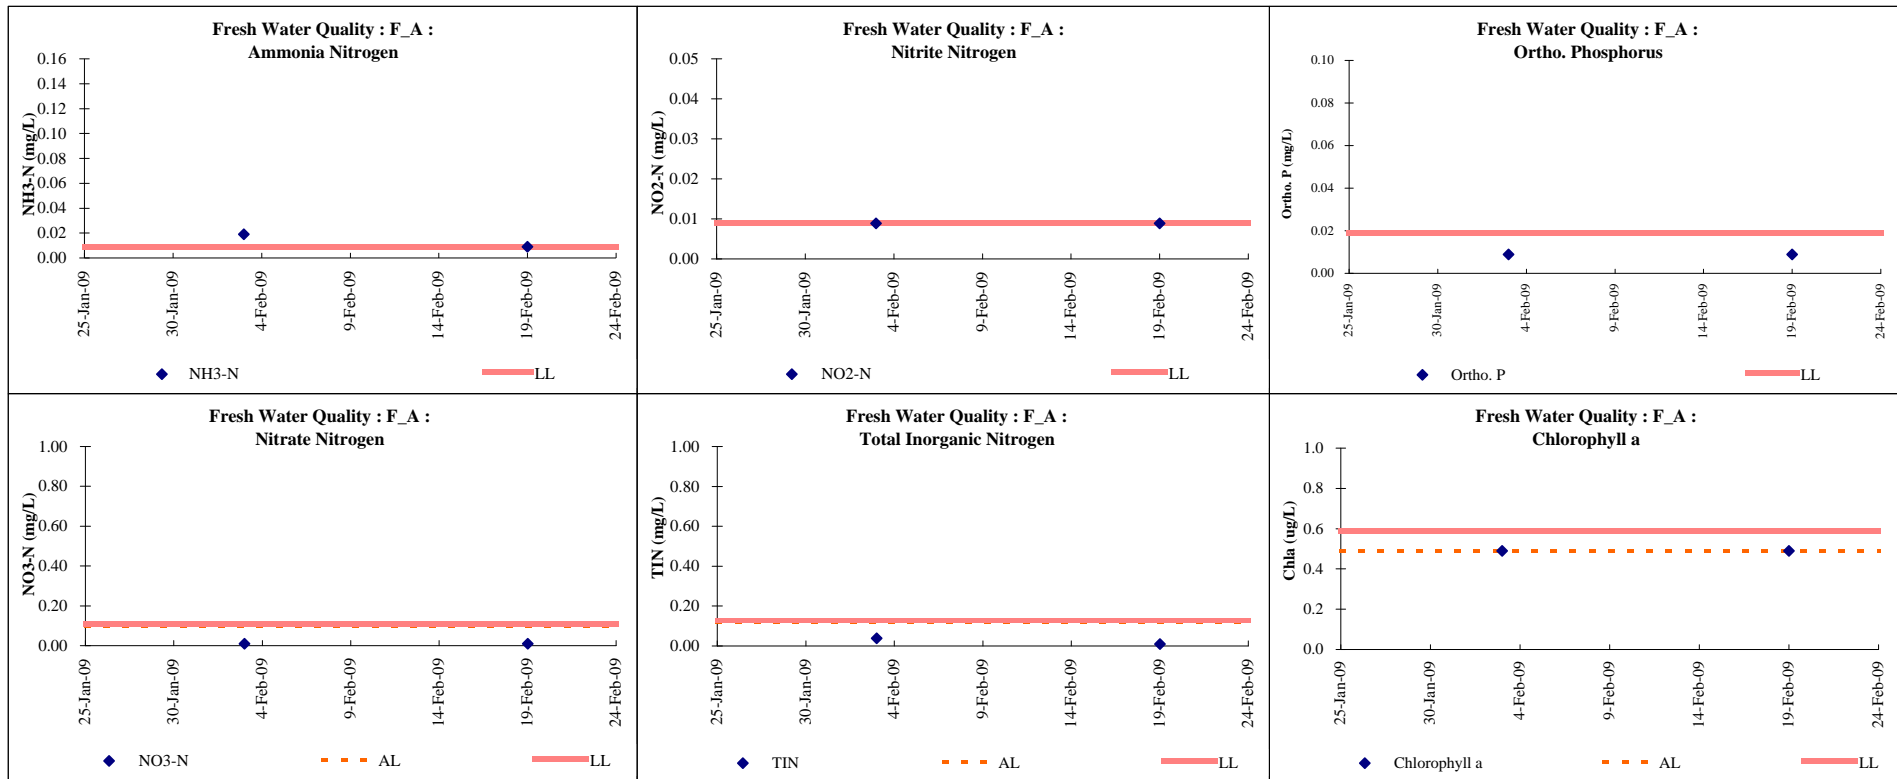 Fresh Water Quality : F_A :
Ammonia Nitrogen
NH3-N (mg/L)
0.16
0.14
0.12
0.10
0.08
0.06
0.04
0.02
0.00
25-Jan-09
30-Jan-09
4-Feb-09
9-Feb-09
14-Feb-09
19-Feb-09
24-Feb-09
NH3-N
LL
Fresh Water Quality : F_A :
Nitrite Nitrogen
NO2-N (mg/L)
0.05
0.04
0.03
0.02
0.01
0.00
25-Jan-09
30-Jan-09
4-Feb-09
9-Feb-09
14-Feb-09
19-Feb-09
24-Feb-09
NO2-N
LL
Fresh Water Quality : F_A :
Ortho. Phosphorus
Ortho. P (mg/L)
0.10
0.08
0.06
0.04
0.02
0.00
25-Jan-09
30-Jan-09
4-Feb-09
9-Feb-09
14-Feb-09
19-Feb-09
24-Feb-09
Ortho. P
LL
Fresh Water Quality : F_A :
Nitrate Nitrogen
NO3-N (mg/L)
1.00
0.80
0.60
0.40
0.20
0.00
25-Jan-09
30-Jan-09
4-Feb-09
9-Feb-09
14-Feb-09
19-Feb-09
24-Feb-09
NO3-N
AL
LL
Fresh Water Quality : F_A :
Total Inorganic Nitrogen
TIN (mg/L)
1.00
0.80
0.60
0.40
0.20
0.00
25-Jan-09
30-Jan-09
4-Feb-09
9-Feb-09
14-Feb-09
19-Feb-09
24-Feb-09
TIN
AL
LL
Fresh Water Quality : F_A :
Chlorophyll a
Chla (ug/L)
1.0
0.8
0.6
0.4
0.2
0.0
25-Jan-09
30-Jan-09
4-Feb-09
9-Feb-09
14-Feb-09
19-Feb-09
24-Feb-09
Chlorophyll a
AL
LL